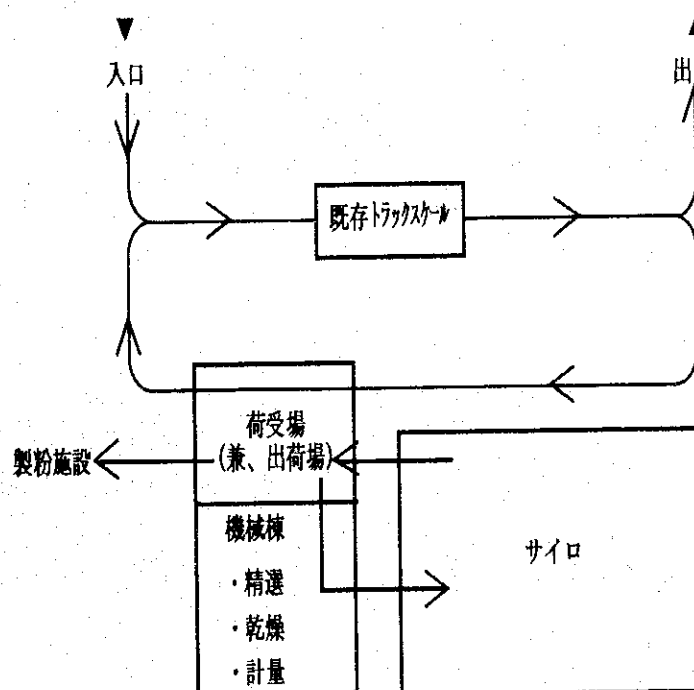 入口
出
既存トラックスケール
荷受場
(兼、出荷場)
製粉施設
機械棟
・精選
・乾燥
・計量
サイロ